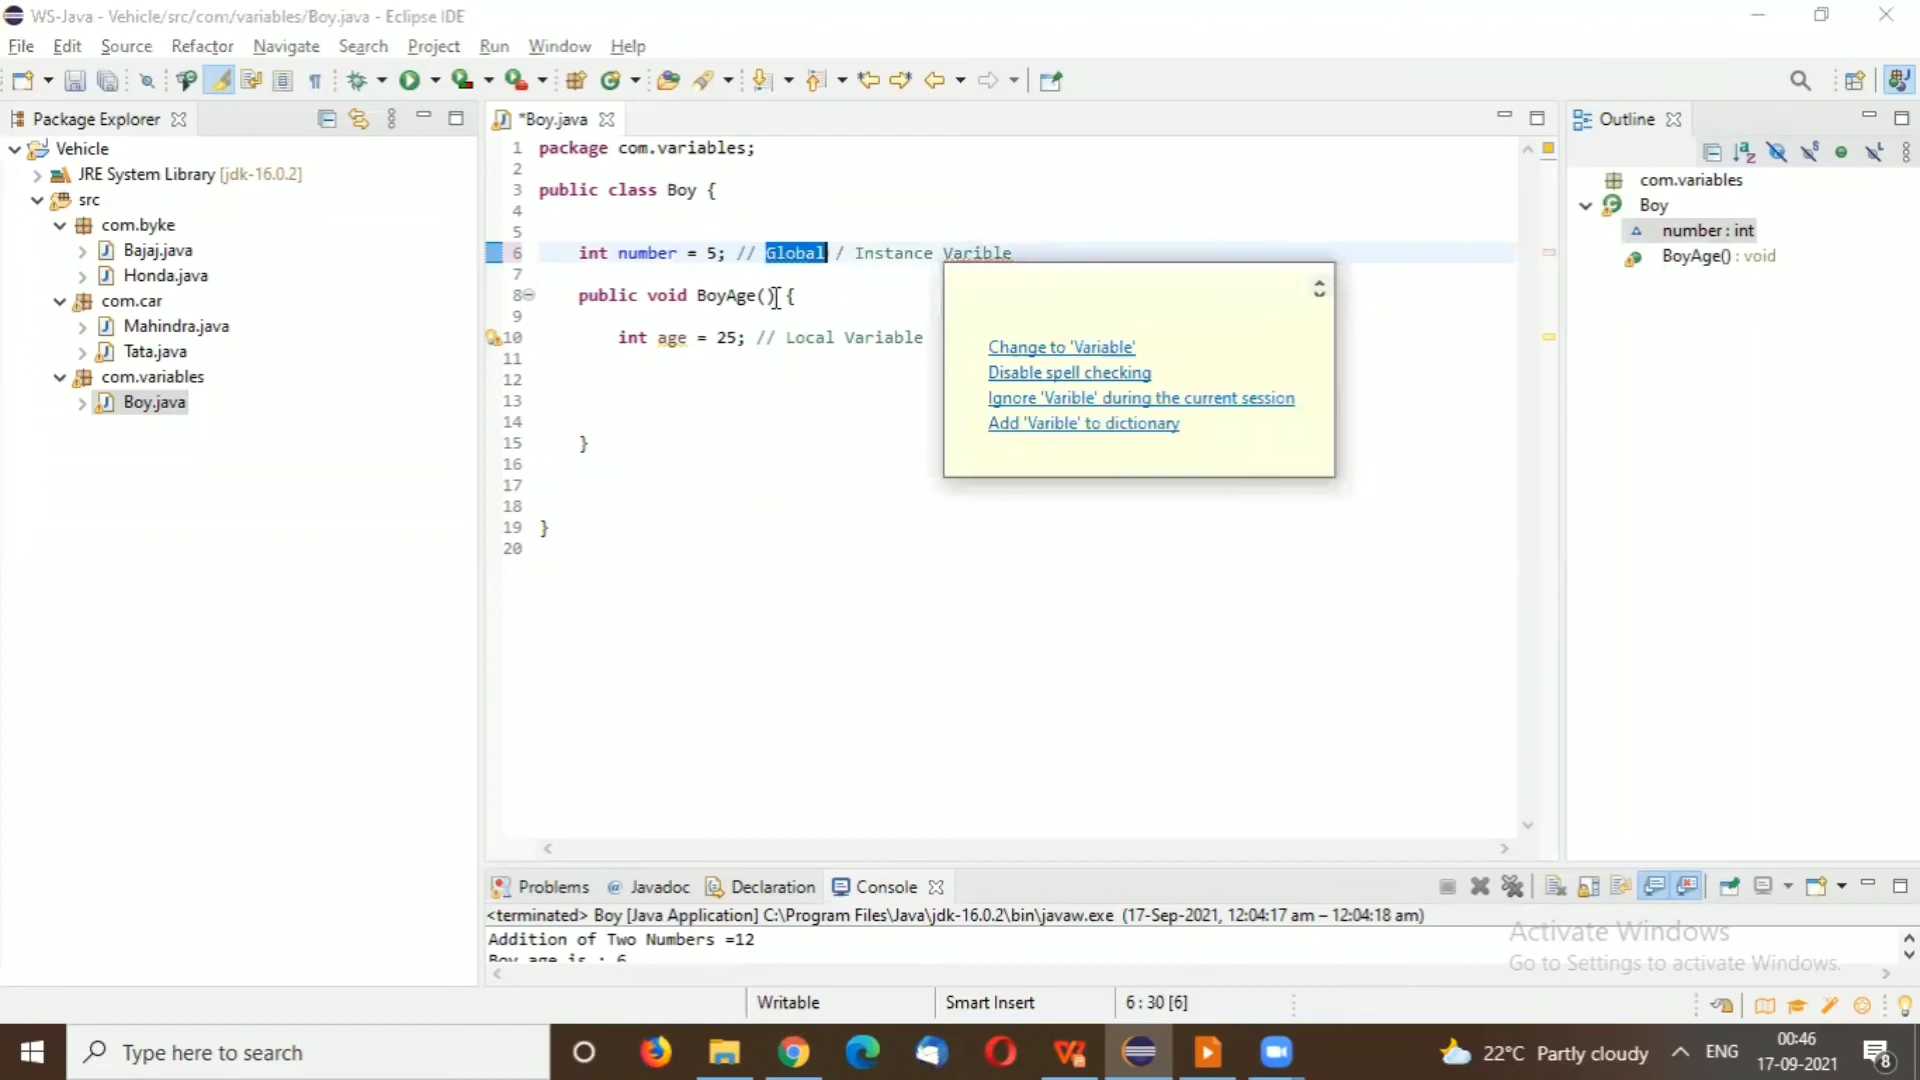 WS-Java - Vehicle/src/com/variables/Boy.java - Eclipse IDE
File Edit Source Refactor Navigate Search Project Run Window Help
Package Explorer
Vehicle
JRE System Library [jdk-16.0.2]
src
com.byke
Bajaj.java
Honda.java
com.car
Mahindra.java
Tata.java
com.variables
Boy.java
*Boy.java
1 package com.variables;
2
3 public class Boy {
4
5
6 int number = 5; // Global / Instance Varible
7
8 public void BoyAge() {
9
10 int age = 25; // Local Variable
11
12
13
14
15 }
16
17
18
19 }
20
Change to 'Variable'
Disable spell checking
Ignore 'Varible' during the current session
Add 'Varible' to dictionary
Outline
com.variables
Boy
number : int
BoyAge() : void
Problems @ Javadoc Declaration Console
<terminated> Boy [Java Application] C:\Program Files\Java\jdk-16.0.2\bin\javaw.exe (17-Sep-2021, 12:04:17 am – 12:04:18 am)
Addition of Two Numbers =12
Boy age is : 6
Activate Windows
Go to Settings to activate Windows.
Writable Smart Insert 6 : 30 [6]
Type here to search
22°C Partly cloudy ENG
00:46
17-09-2021
8